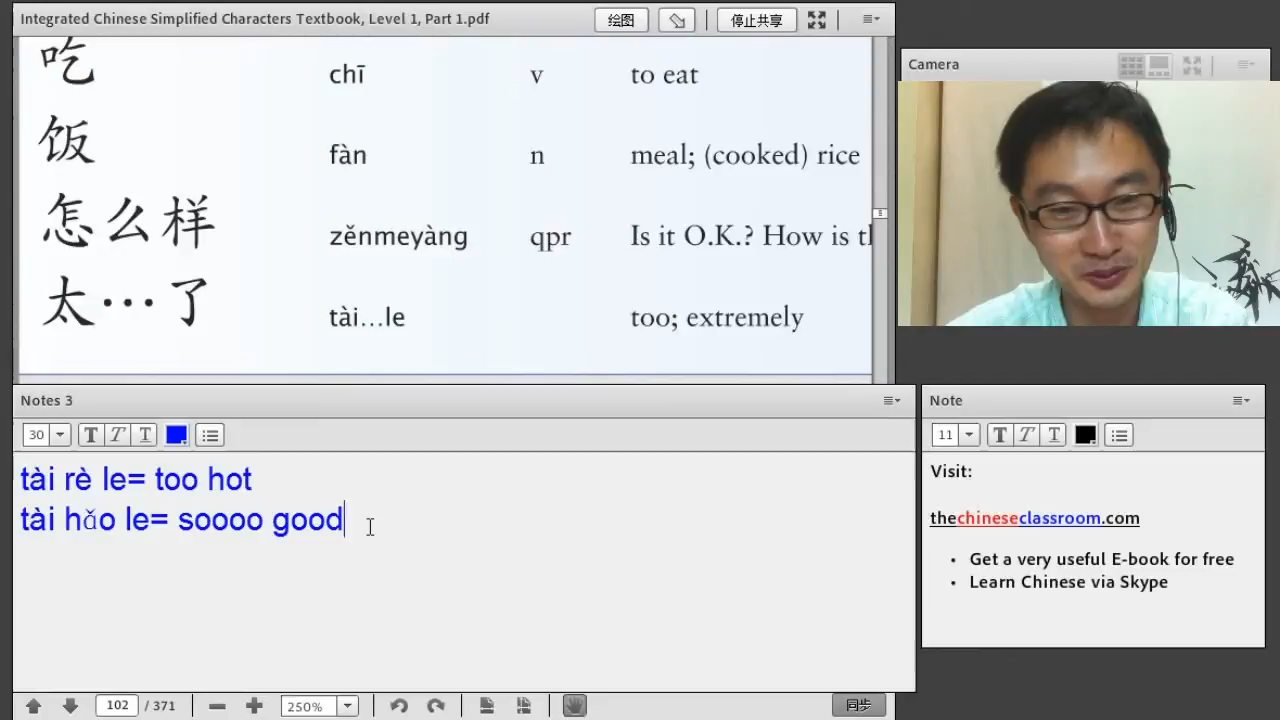 Integrated Chinese Simplified Characters Textbook, Level 1, Part 1.pdf
绘图
停止共享
吃 chī v to eat
饭 fàn n meal; (cooked) rice
怎么样 zěnmeyàng qpr Is it O.K.? How is th
太…了 tài…le too; extremely
Camera
Notes 3
30
T T T
tài rè le= too hot
tài hǎo le= soooo good
Note
11
T T T
Visit:
thechineseclassroom.com
• Get a very useful E-book for free
• Learn Chinese via Skype
102 / 371
250%
同步